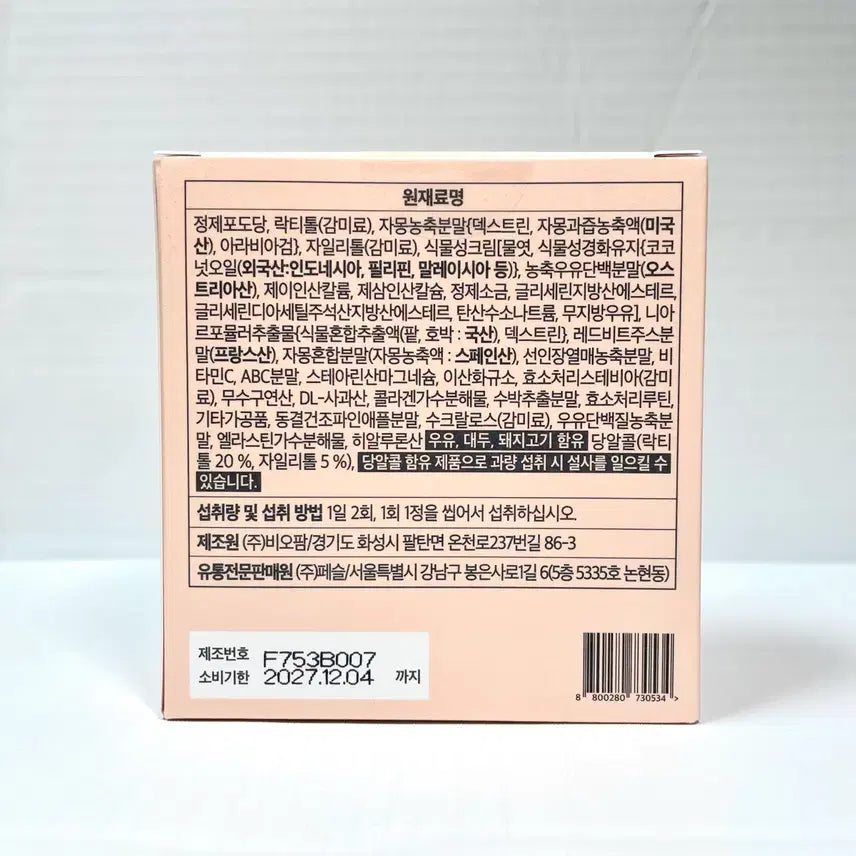 원재료명
정제포도당, 락티톨(감미료), 자몽농축분말{덱스트린, 자몽과즙농축액(미국
산), 아라비아검}, 자일리톨(감미료), 식물성크림[물엿, 식물성경화유지{코코
넛오일(외국산:인도네시아, 필리핀, 말레이시아 등)}, 농축우유단백분말(오스
트리아산), 제이인산칼륨, 제삼인산칼슘, 정제소금, 글리세린지방산에스테르,
글리세린디아세틸주석산지방산에스테르, 탄산수소나트륨, 무지방우유], 니아
르포뮬러추출물{식물혼합추출액(팥, 호박 : 국산), 덱스트린}, 레드비트주스분
말(프랑스산), 자몽혼합분말(자몽농축액 : 스페인산), 선인장열매농축분말, 비
타민C, ABC분말, 스테아린산마그네슘, 이산화규소, 효소처리스테비아(감미
료), 무수구연산, DL-사과산, 콜라겐가수분해물, 수박추출분말, 효소처리루틴,
기타가공품, 동결건조파인애플분말, 수크랄로스(감미료), 우유단백질농축분
말, 엘라스틴가수분해물, 히알루론산 우유, 대두, 돼지고기 함유 당알콜(락티
톨 20 %, 자일리톨 5 %), 당알콜 함유 제품으로 과량 섭취 시 설사를 일으킬 수
있습니다.
섭취량 및 섭취 방법 1일 2회, 1회 1정을 씹어서 섭취하십시오.
제조원 (주)비오팜/경기도 화성시 팔탄면 온천로237번길 86-3
유통전문판매원 (주)페슬/서울특별시 강남구 봉은사로1길 6(5층 5335호 논현동)
제조번호 F753B007
소비기한 2027.12.04 까지
8 800280 730534 >